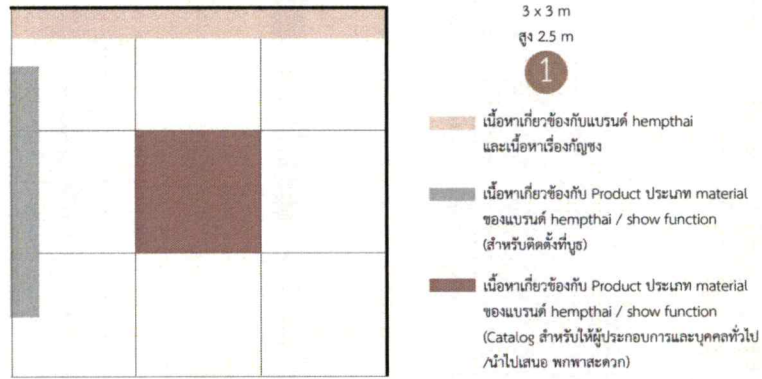 3 x 3 m
สูง 2.5 m
1
เนื้อหาเกี่ยวข้องกับแบรนด์ hempthai
และเนื้อหาเรื่องกัญชง
เนื้อหาเกี่ยวข้องกับ Product ประเภท material
ของแบรนด์ hempthai / show function
(สำหรับติดตั้งที่บูธ)
เนื้อหาเกี่ยวข้องกับ Product ประเภท material
ของแบรนด์ hempthai / show function
(Catalog สำหรับให้ผู้ประกอบการและบุคคลทั่วไป
/นำไปเสนอ พกพาสะดวก)